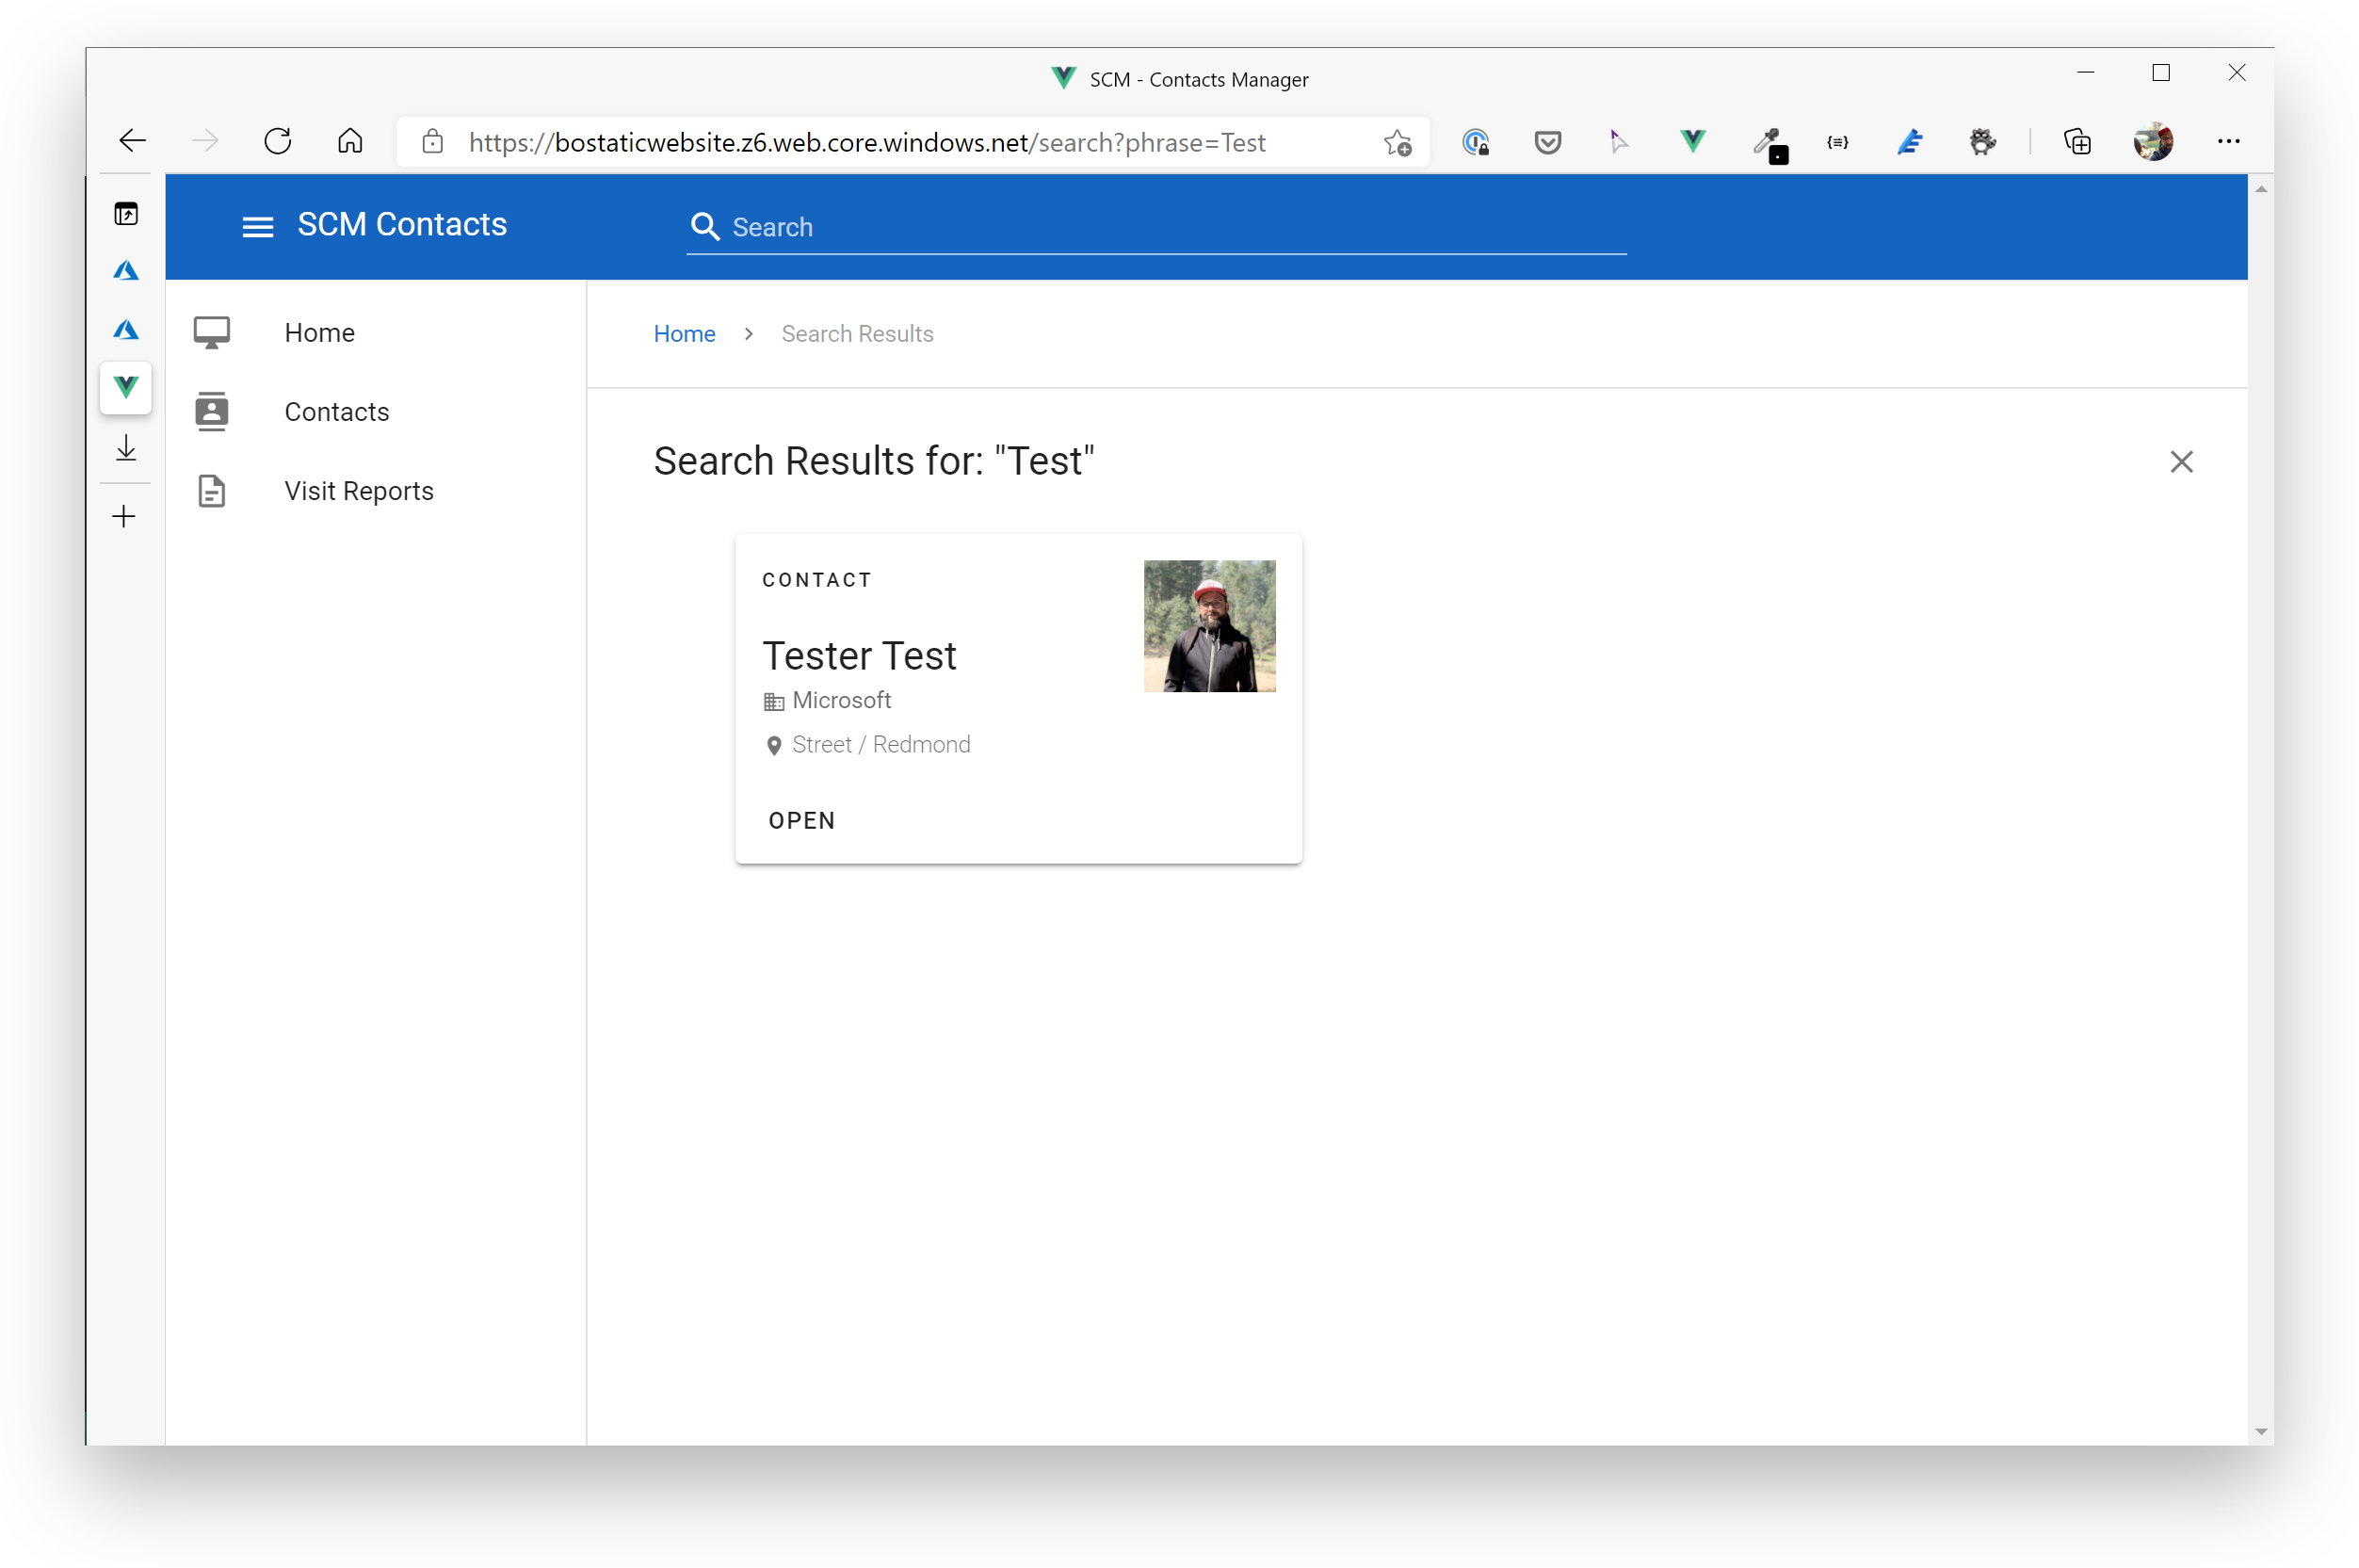 SCM - Contacts Manager
https://bostaticwebsite.z6.web.core.windows.net/search?phrase=Test
SCM Contacts
Search
Home
Contacts
Visit Reports
Home > Search Results
Search Results for: "Test"
CONTACT
Tester Test
Microsoft
Street / Redmond
OPEN